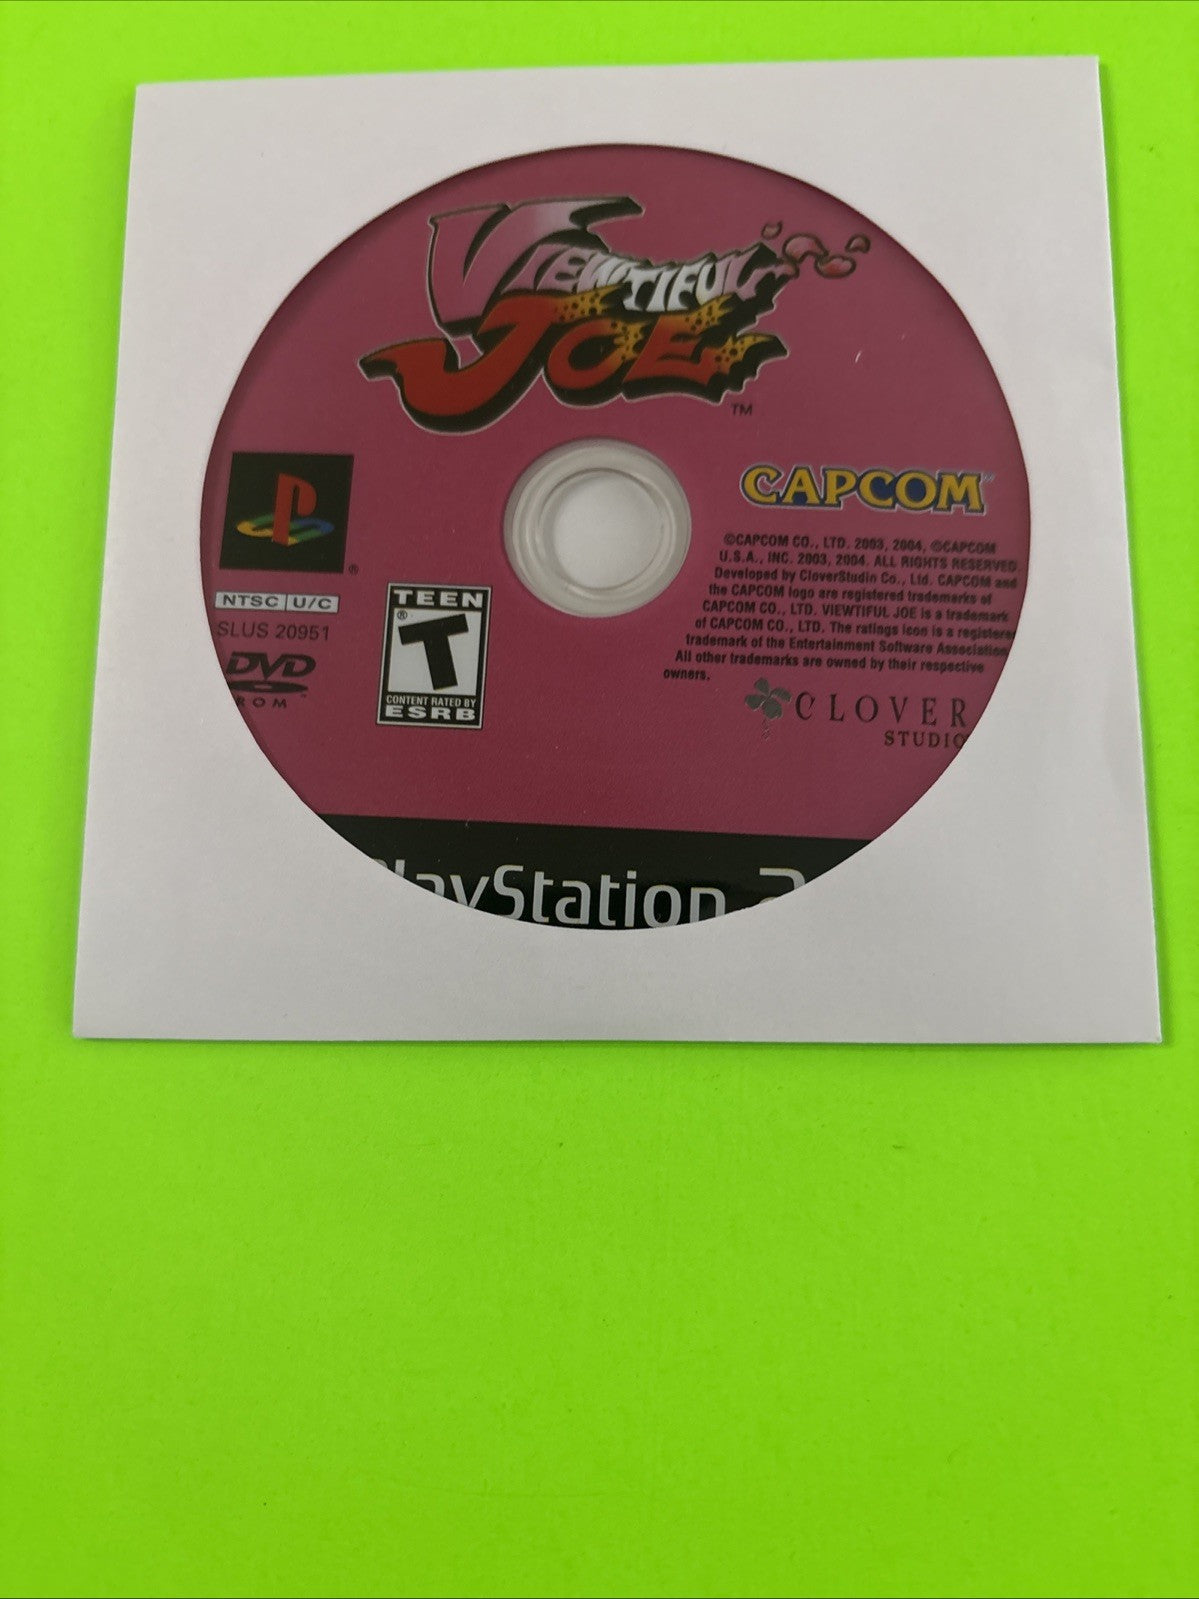 VIEWTIFUL
JOE
TM
CAPCOM
©CAPCOM CO., LTD. 2003, 2004, ©CAPCOM
U.S.A., INC. 2003, 2004. ALL RIGHTS RESERVED.
Developed by CloverStudio Co., Ltd. CAPCOM and
the CAPCOM logo are registered trademarks of
CAPCOM CO., LTD. VIEWTIFUL JOE is a trademark
of CAPCOM CO., LTD. The ratings icon is a registere
trademark of the Entertainment Software Association.
All other trademarks are owned by their respective
owners.
®
NTSC U/C
SLUS 20951
DVD
ROM
TEEN
®
T
CONTENT RATED BY
ESRB
CLOVER
STUDIO
PlayStation 2